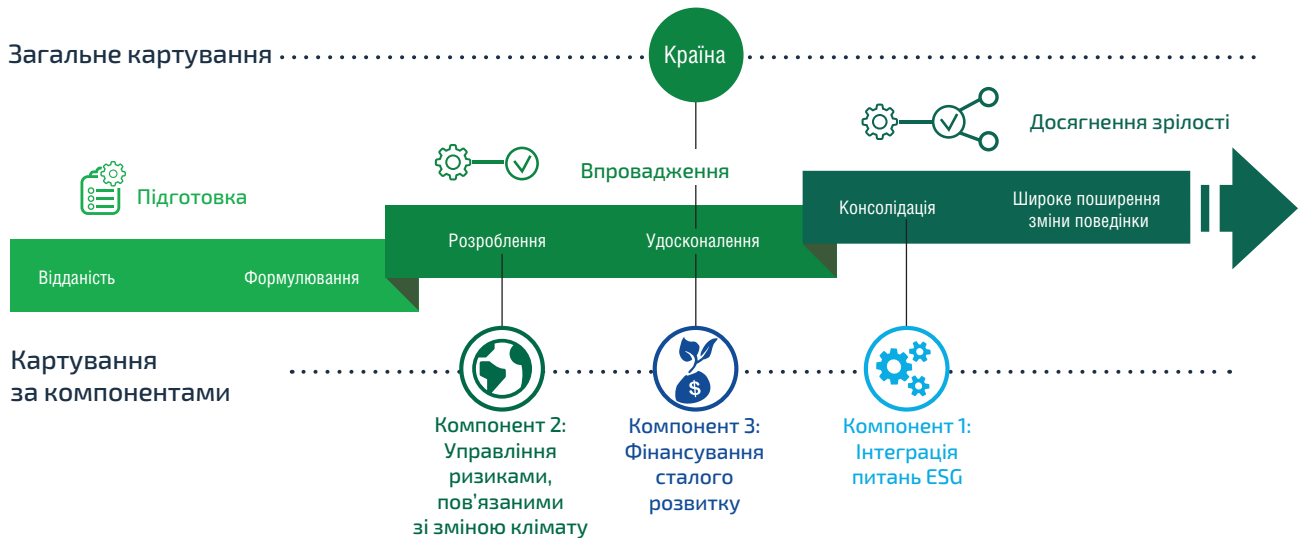 Загальне картування
Країна
Досягнення зрілості
Впровадження
Підготовка
Консолідація
Широке поширення
зміни поведінки
Розроблення
Удосконалення
Відданість
Формулювання
Картування
за компонентами
$
Компонент 2:
Управління
ризиками,
пов’язаними
зі зміною клімату
Компонент 3:
Фінансування
сталого
розвитку
Компонент 1:
Інтеграція
питань ESG